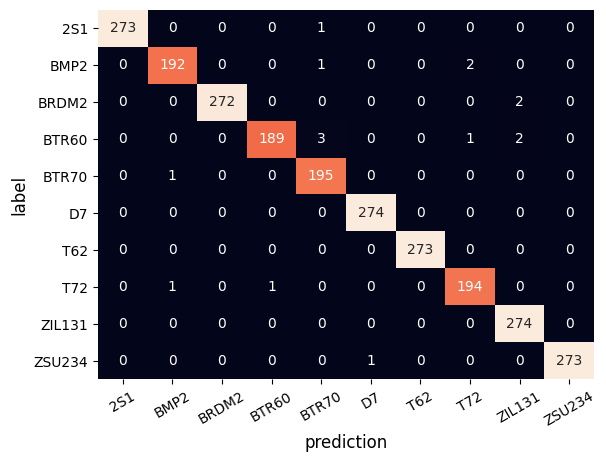 2S1 273 0 0 0 1 0 0 0 0 0
BMP2 0 192 0 0 1 0 0 2 0 0
BRDM2 0 0 272 0 0 0 0 0 2 0
BTR60 0 0 0 189 3 0 0 1 2 0
BTR70 0 1 0 0 195 0 0 0 0 0
D7 0 0 0 0 0 274 0 0 0 0
T62 0 0 0 0 0 0 273 0 0 0
T72 0 1 0 1 0 0 0 194 0 0
ZIL131 0 0 0 0 0 0 0 0 274 0
ZSU234 0 0 0 0 0 1 0 0 0 273
label
2S1 BMP2 BRDM2 BTR60 BTR70 D7 T62 T72 ZIL131 ZSU234
prediction